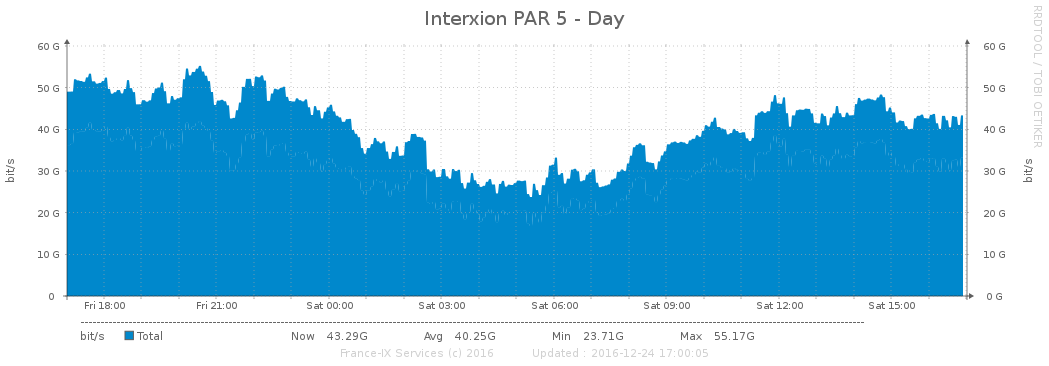 Interxion PAR 5 - Day
RRDTOOL / TOBI OETIKER
60 G 60 G
50 G 50 G
40 G 40 G
30 G 30 G
20 G 20 G
10 G 10 G
0 0 G
bit/s bit/s
Fri 18:00 Fri 21:00 Sat 00:00 Sat 03:00 Sat 06:00 Sat 09:00 Sat 12:00 Sat 15:00
bit/s Total Now 43.29G Avg 40.25G Min 23.71G Max 55.17G
France-IX Services (c) 2016 Updated : 2016-12-24 17:00:05